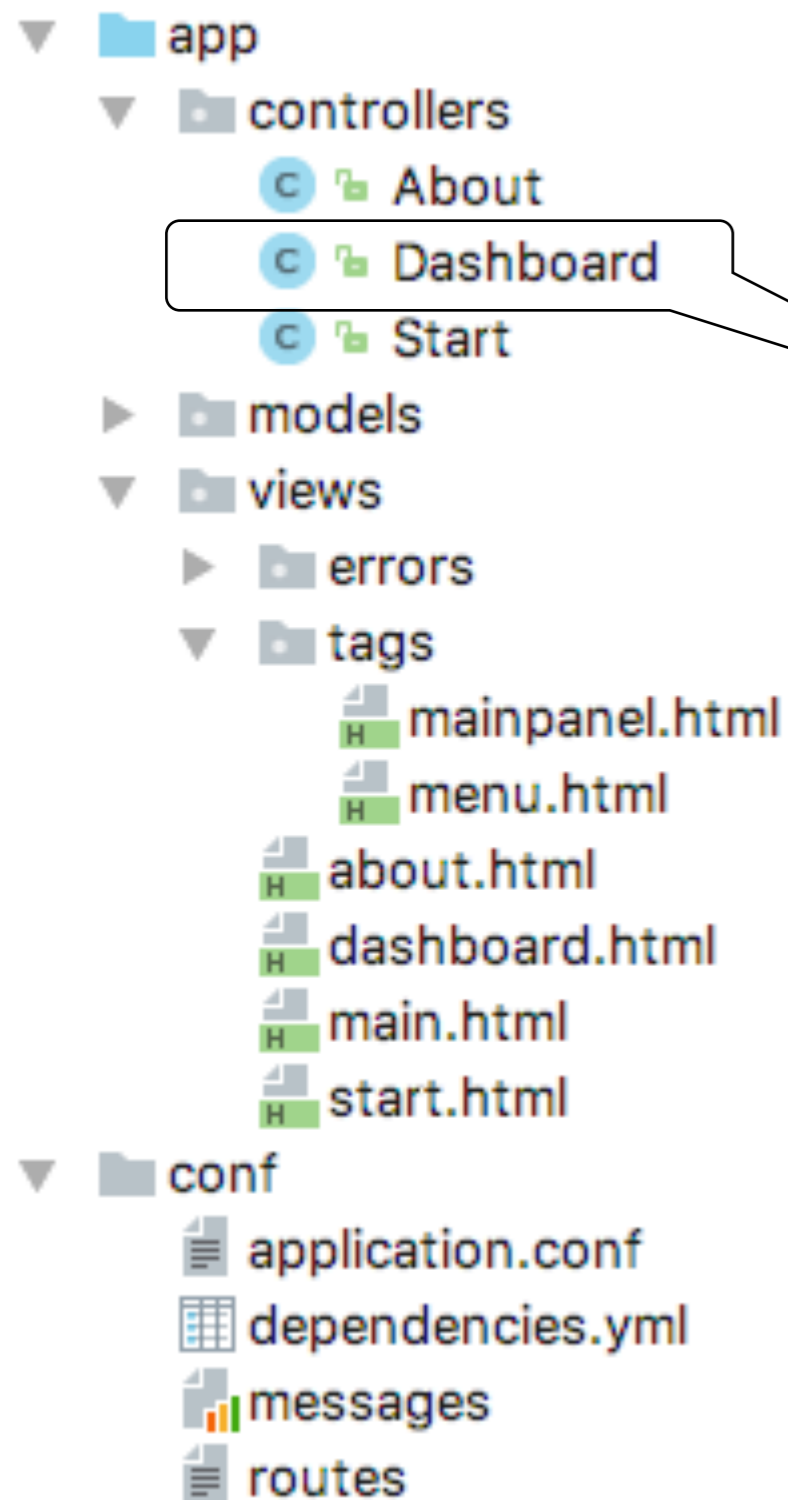 app
controllers
C About
C Dashboard
C Start
models
views
errors
tags
H mainpanel.html
H menu.html
H about.html
H dashboard.html
H main.html
H start.html
conf
application.conf
dependencies.yml
messages
routes